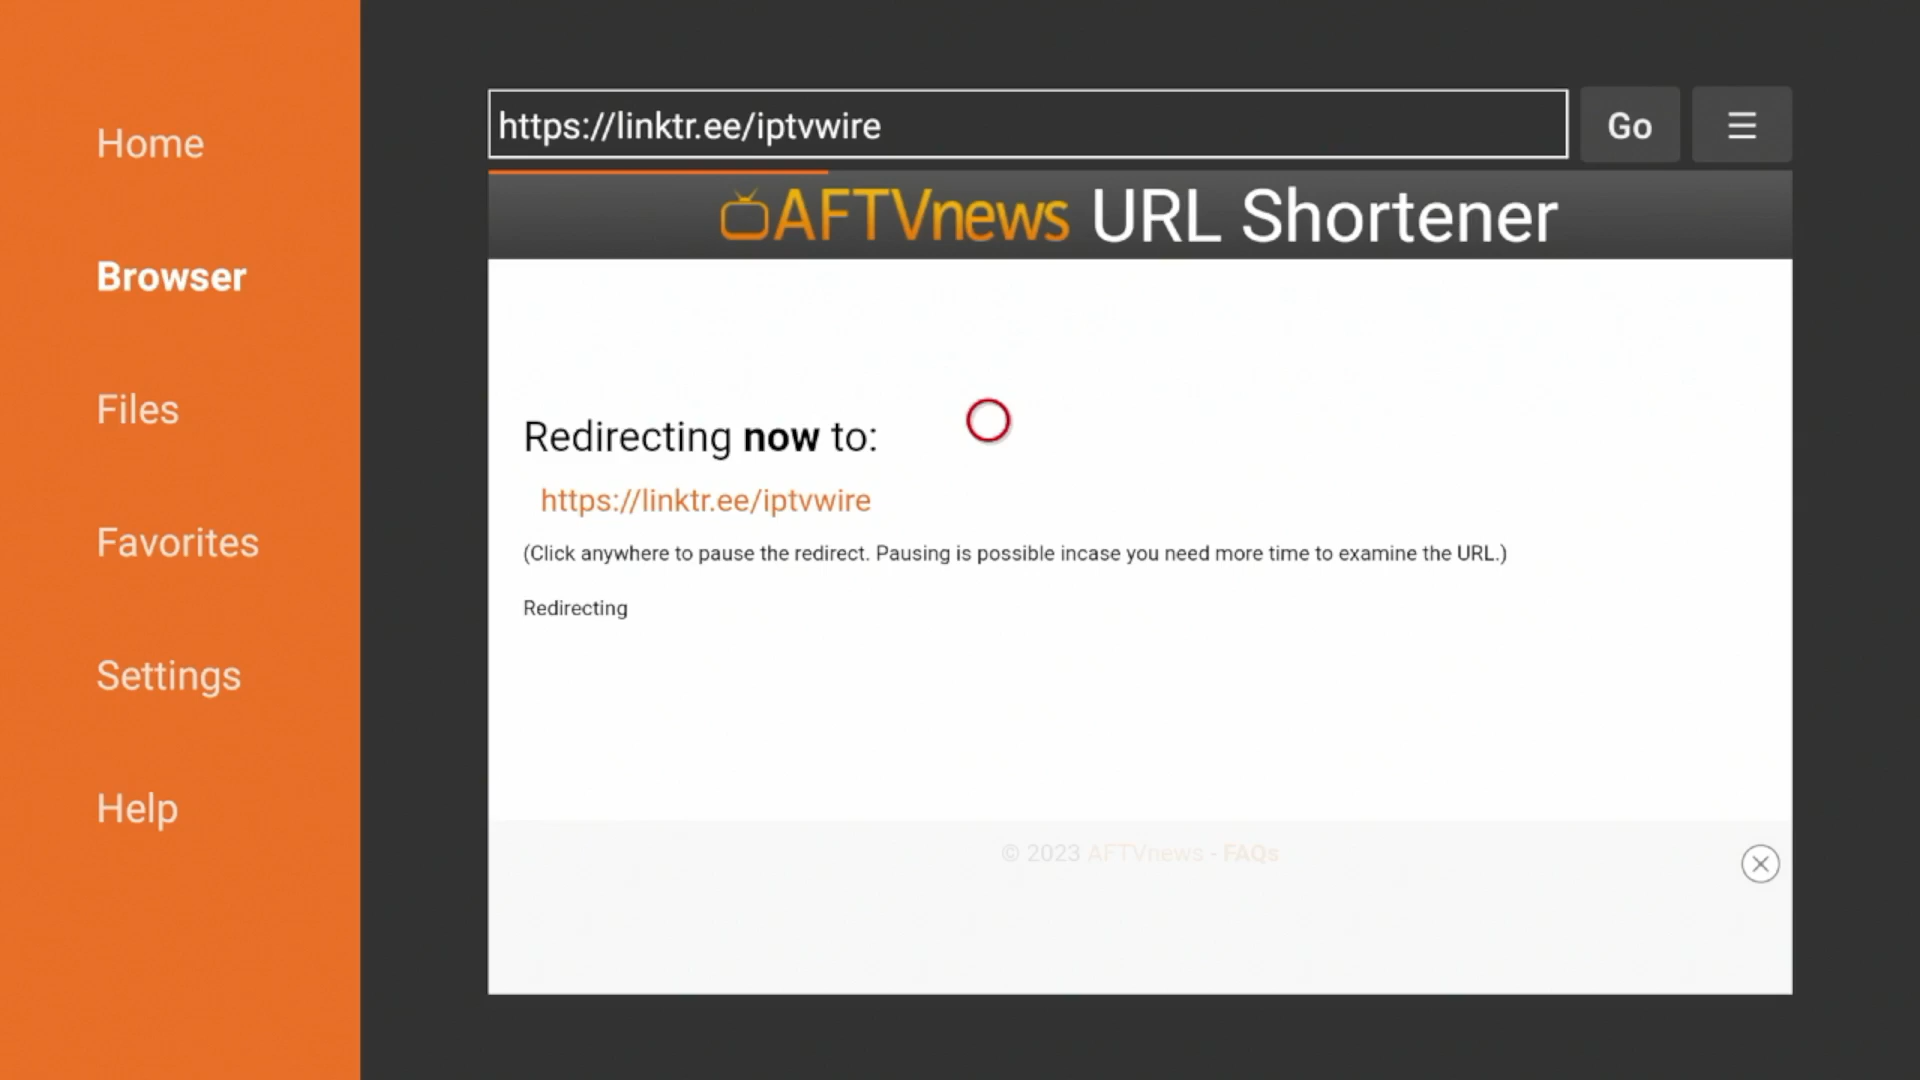 Home
Browser
Files
Favorites
Settings
Help
https://linktr.ee/iptvwire
Go
AFTVnews URL Shortener
Redirecting now to:
https://linktr.ee/iptvwire
(Click anywhere to pause the redirect. Pausing is possible incase you need more time to examine the URL.)
Redirecting
© 2023 AFTVnews - FAQs